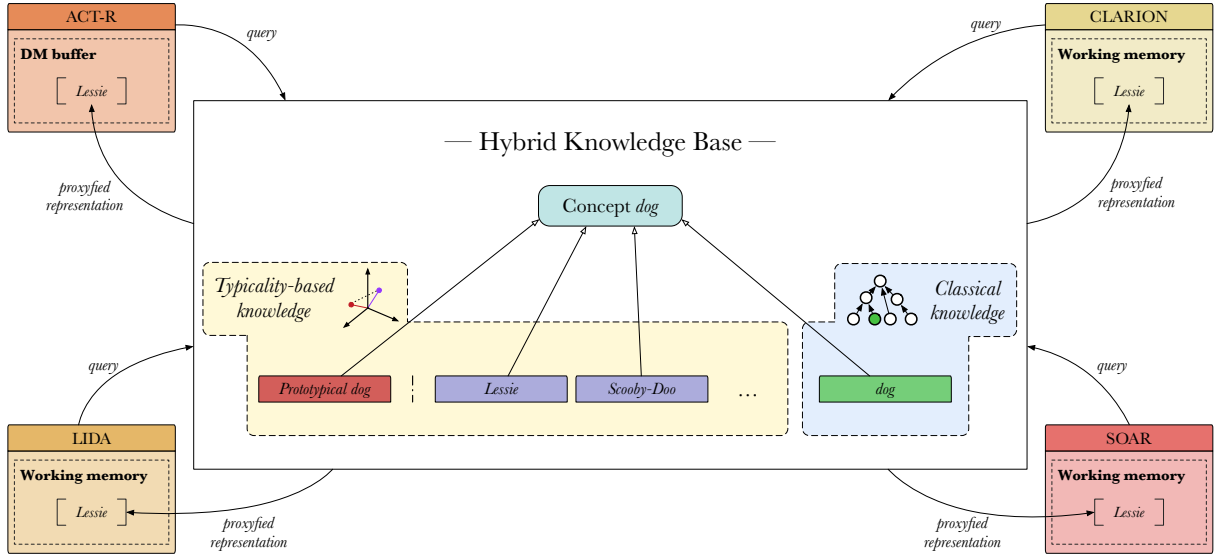 ACT-R
DM buffer
Lessie
query
CLARION
Working memory
Lessie
query
— Hybrid Knowledge Base —
proxyfied
representation
proxyfied
representation
Concept dog
Typicality-based
knowledge
Classical
knowledge
Prototypical dog
Lessie
Scooby-Doo
...
dog
query
query
LIDA
Working memory
Lessie
proxyfied
representation
SOAR
Working memory
Lessie
proxyfied
representation